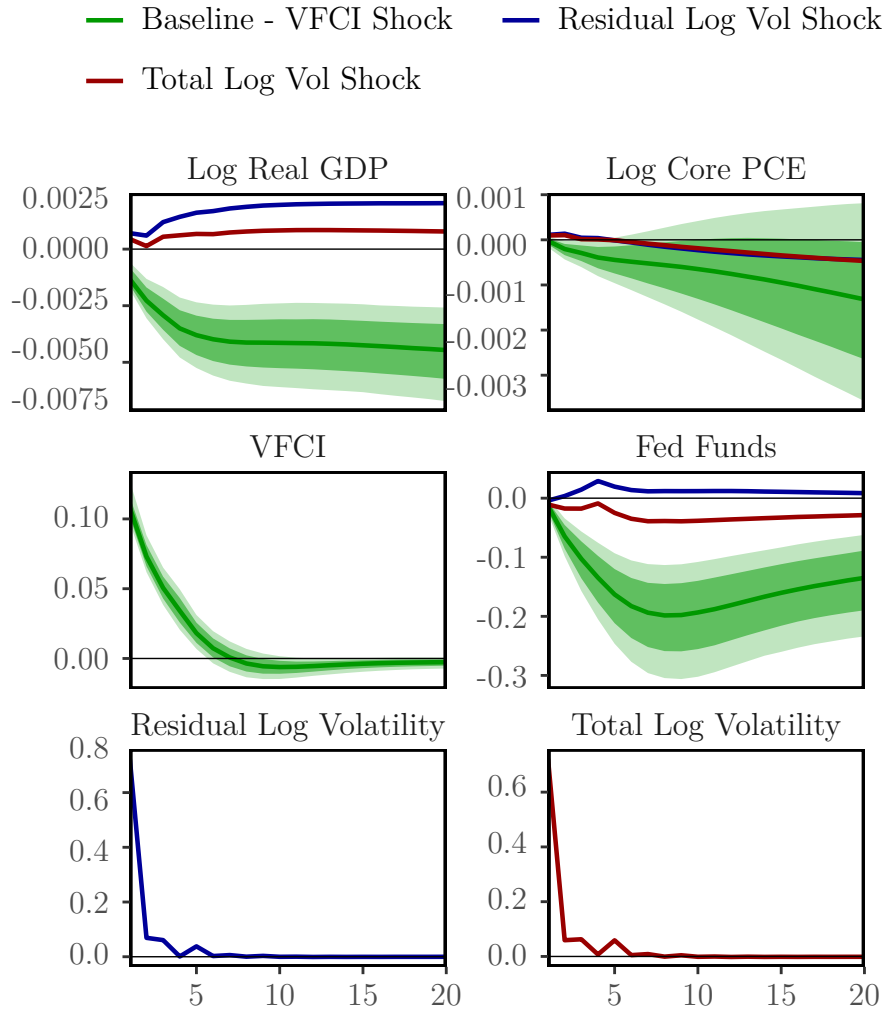 Baseline - VFCI Shock Residual Log Vol Shock
Total Log Vol Shock
Log Real GDP
0.0025
0.0000
-0.0025
-0.0050
-0.0075
Log Core PCE
0.001
0.000
-0.001
-0.002
-0.003
VFCI
0.10
0.05
0.00
Fed Funds
0.0
-0.1
-0.2
-0.3
Residual Log Volatility
0.8
0.6
0.4
0.2
0.0
5 10 15 20
Total Log Volatility
0.6
0.4
0.2
0.0
5 10 15 20